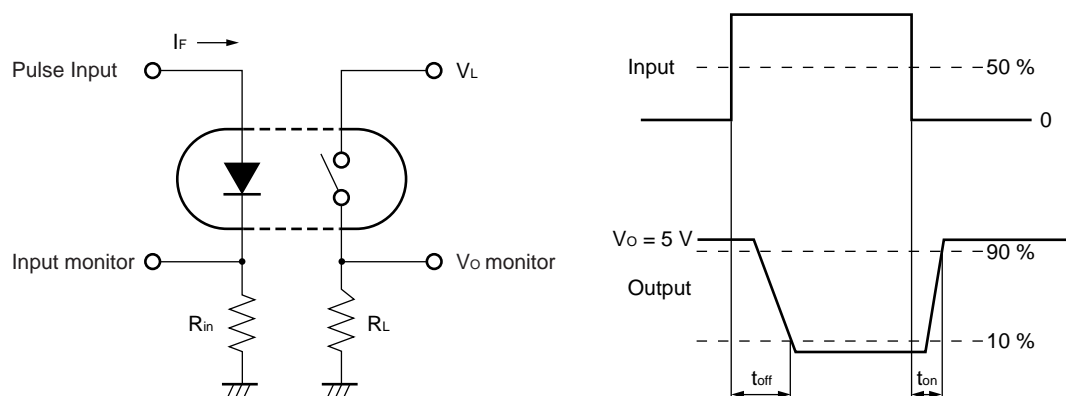 IF
Pulse Input
VL
Input monitor
VO monitor
Rin
RL
Input
50 %
0
VO = 5 V
90 %
Output
10 %
toff
ton